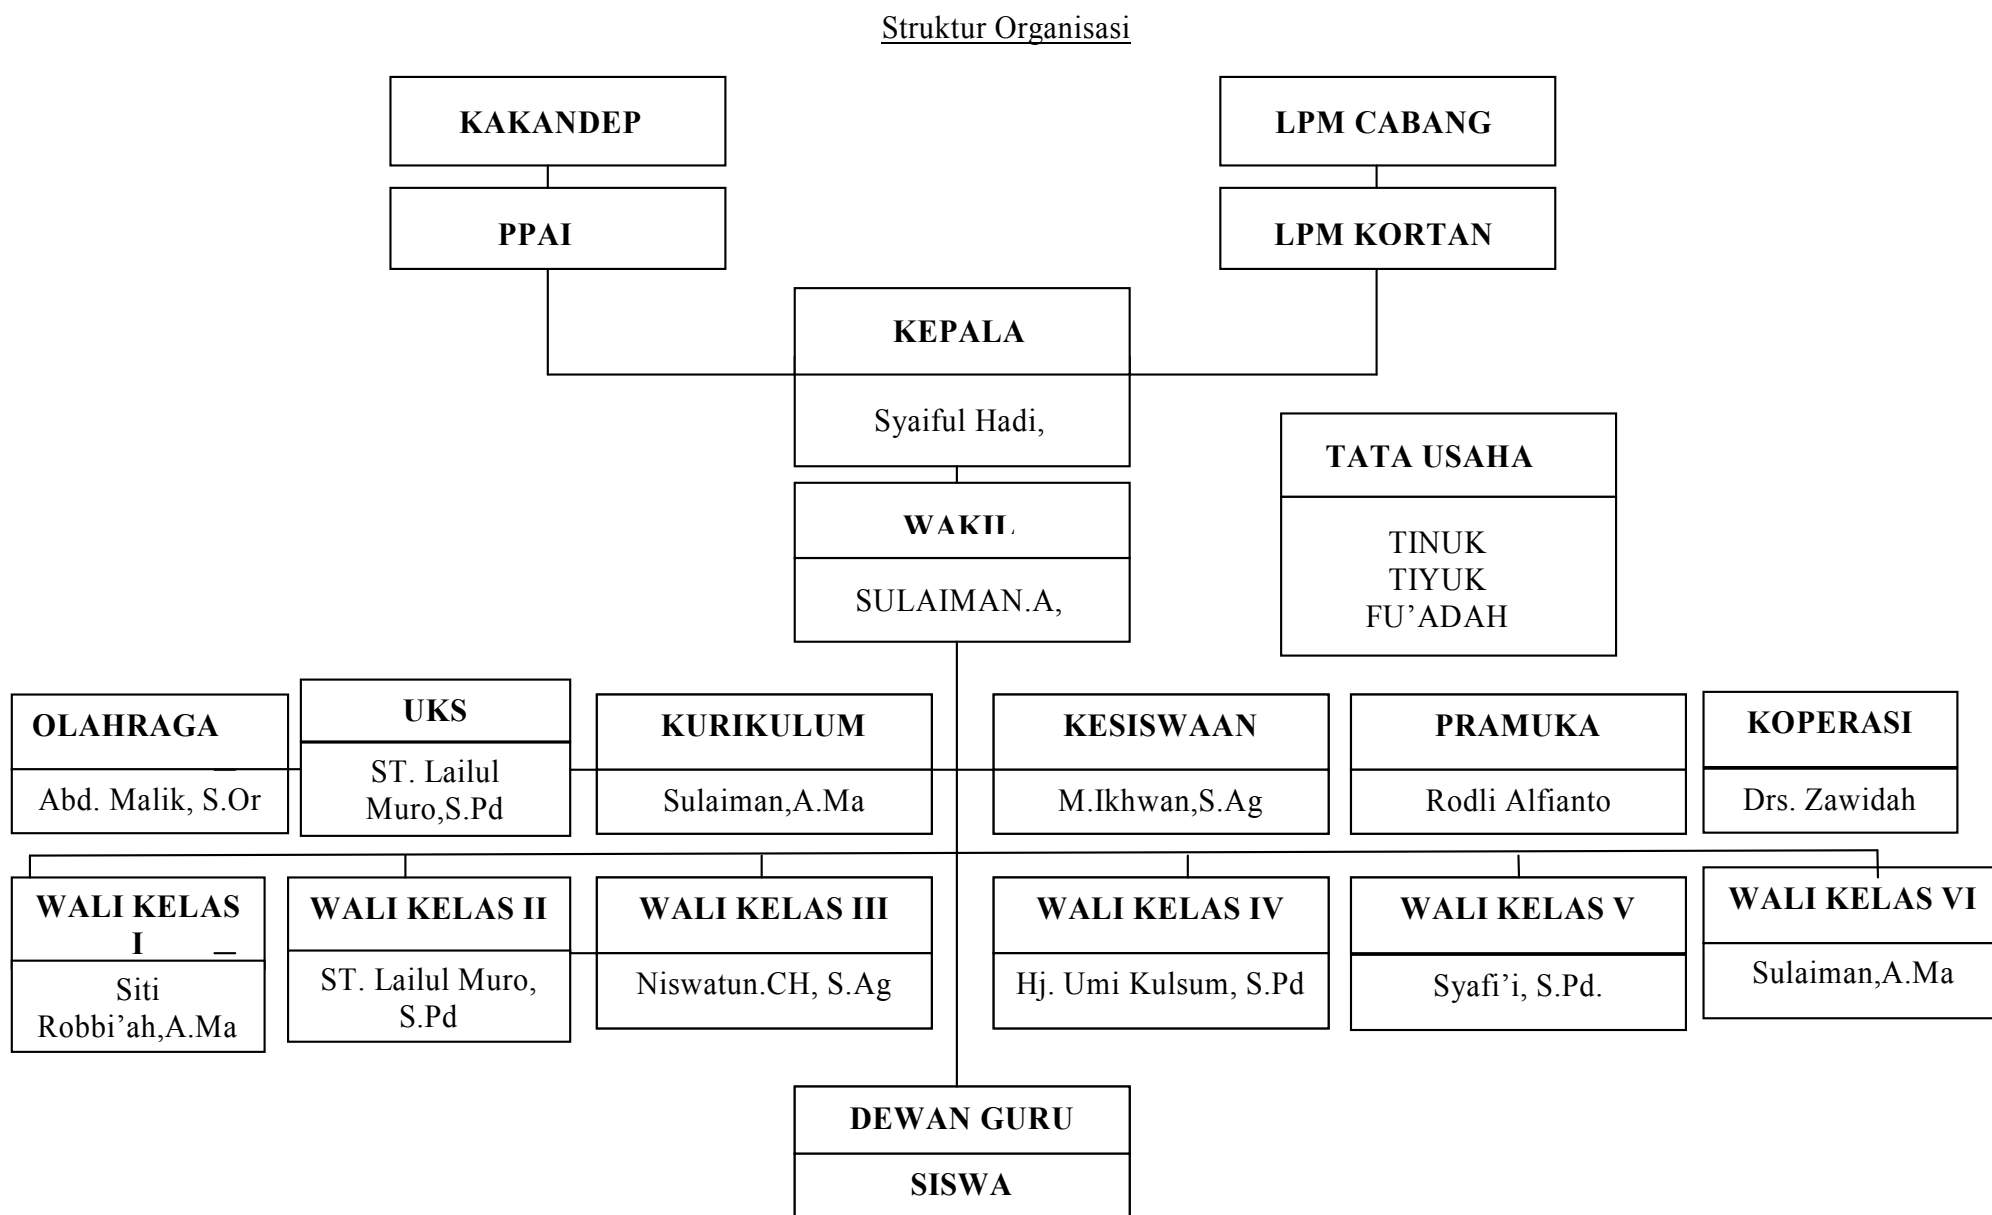 Struktur Organisasi
KAKANDEP
LPM CABANG
PPAI
LPM KORTAN
KEPALA
Syaiful Hadi,
TATA USAHA
TINUK
TIYUK
FU’ADAH
WAKIL
SULAIMAN.A,
OLAHRAGA
Abd. Malik, S.Or
UKS
ST. Lailul
Muro,S.Pd
KURIKULUM
Sulaiman,A.Ma
KESISWAAN
M.Ikhwan,S.Ag
PRAMUKA
Rodli Alfianto
KOPERASI
Drs. Zawidah
WALI KELAS
I
Siti
Robbi’ah,A.Ma
WALI KELAS II
ST. Lailul Muro,
S.Pd
WALI KELAS III
Niswatun.CH, S.Ag
WALI KELAS IV
Hj. Umi Kulsum, S.Pd
WALI KELAS V
Syafi’i, S.Pd.
WALI KELAS VI
Sulaiman,A.Ma
DEWAN GURU
SISWA